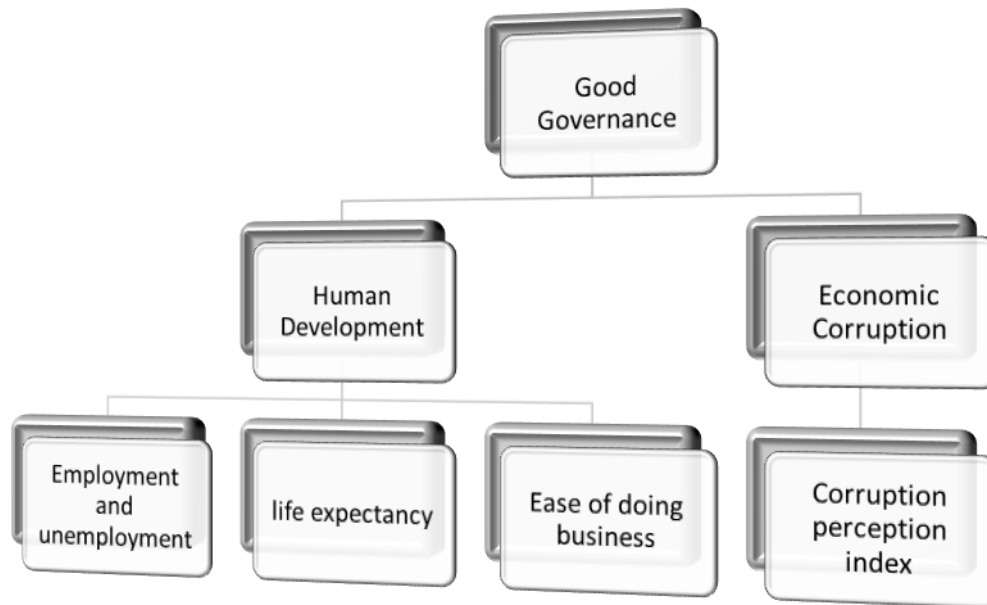 Good
Governance
Human
Development
Economic
Corruption
Employment
and
unemployment
life expectancy
Ease of doing
business
Corruption
perception
index